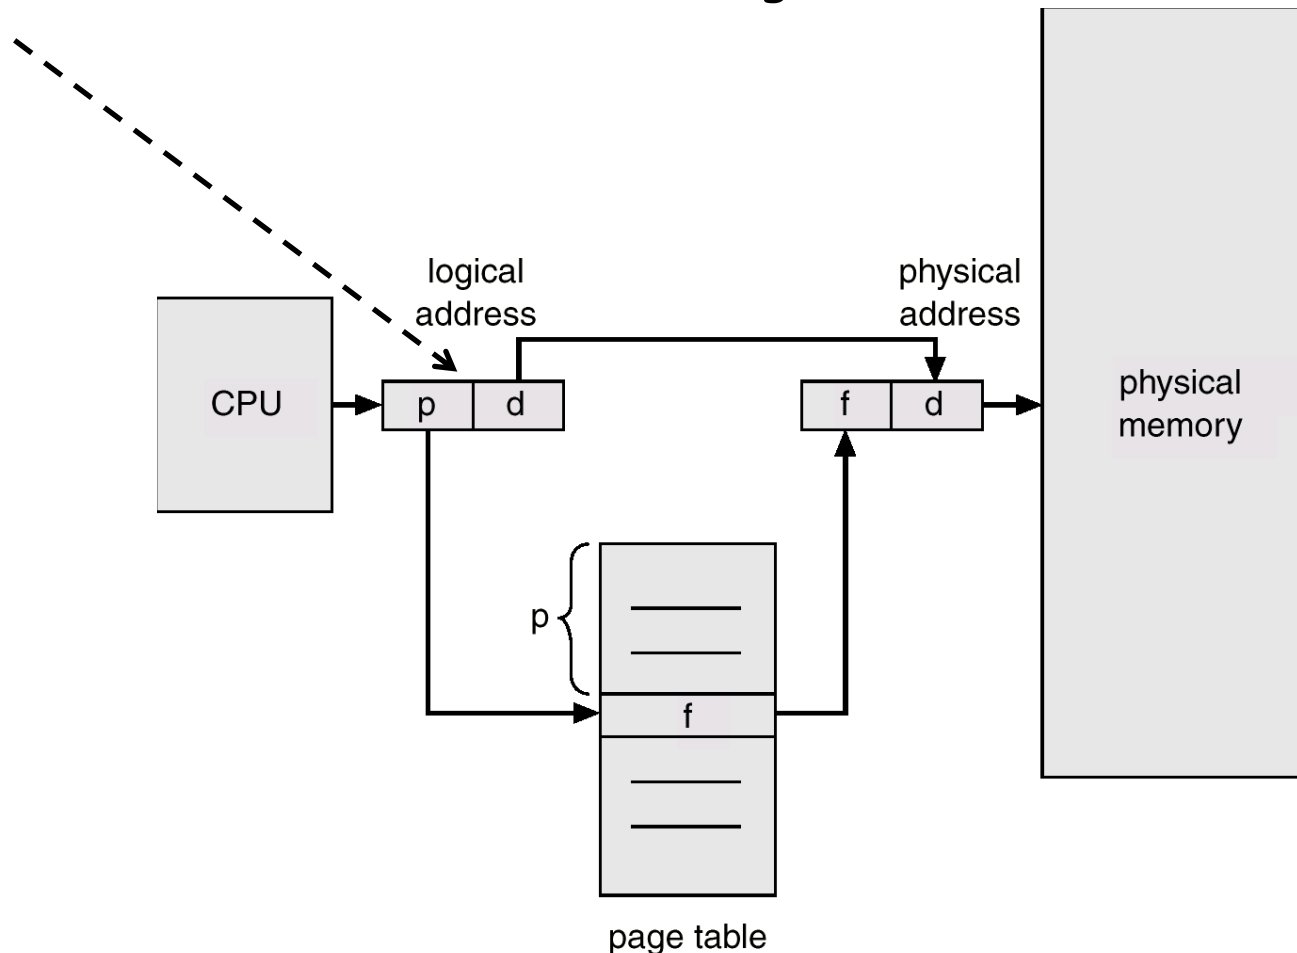 logical
address
physical
address
CPU
p
d
f
d
physical
memory
p
f
page table